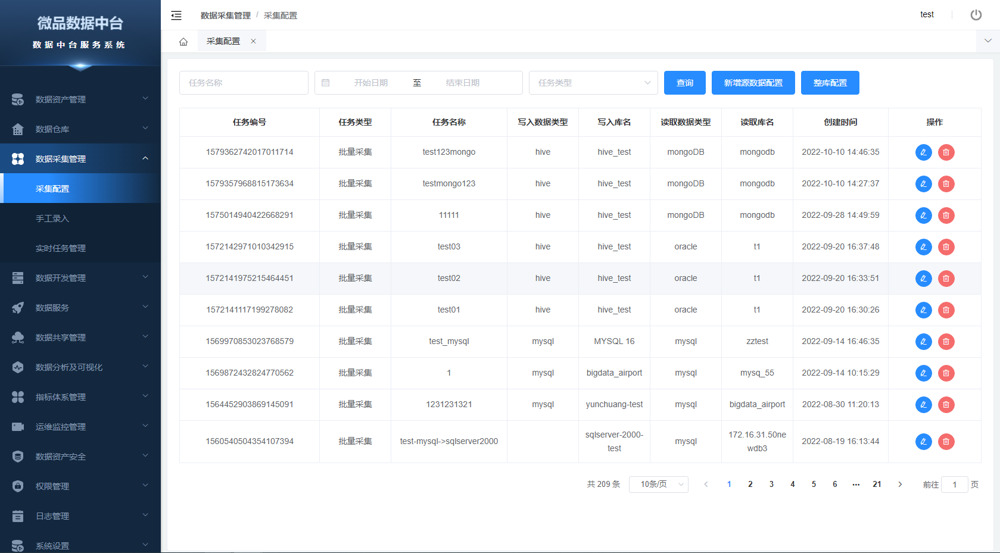 微品数据中台
数据中台服务系统
数据资产管理
数据仓库
数据采集管理
采集配置
手工录入
实时任务管理
数据开发管理
数据服务
数据共享管理
数据分析及可视化
指标体系管理
运维监控管理
数据资产安全
权限管理
日志管理
系统设置
数据采集管理 / 采集配置
test
采集配置
任务名称 开始日期 至 结束日期 任务类型 查询 新增源数据配置 整库配置
任务编号 任务类型 任务名称 写入数据类型 写入库名 读取数据类型 读取库名 创建时间 操作
1579362742017011714 批量采集 test123mongo hive hive_test mongoDB mongodb 2022-10-10 14:46:35
1579357968815173634 批量采集 testmongo123 hive hive_test mongoDB mongodb 2022-10-10 14:27:37
1575014940422668291 批量采集 11111 hive hive_test mongoDB mongodb 2022-09-28 14:49:59
1572142971010342915 批量采集 test03 hive hive_test oracle t1 2022-09-20 16:37:48
1572141975215464451 批量采集 test02 hive hive_test oracle t1 2022-09-20 16:33:51
1572141117199278082 批量采集 test01 hive hive_test oracle t1 2022-09-20 16:30:26
1569970853023768579 批量采集 test_mysql mysql MYSQL 16 mysql zztest 2022-09-14 16:46:35
1569872432824770562 批量采集 1 mysql bigdata_airport mysql mysq_55 2022-09-14 10:15:29
1564452903869145091 批量采集 1231231321 mysql yunchuang-test mysql bigdata_airport 2022-08-30 11:20:13
1560540504354107394 批量采集 test-mysql->sqlserver2000 sqlserver-2000-test mysql 172.16.31.50newdb3 2022-08-19 16:13:44
共 209 条 10条/页 1 2 3 4 5 6 ••• 21 前往 1 页